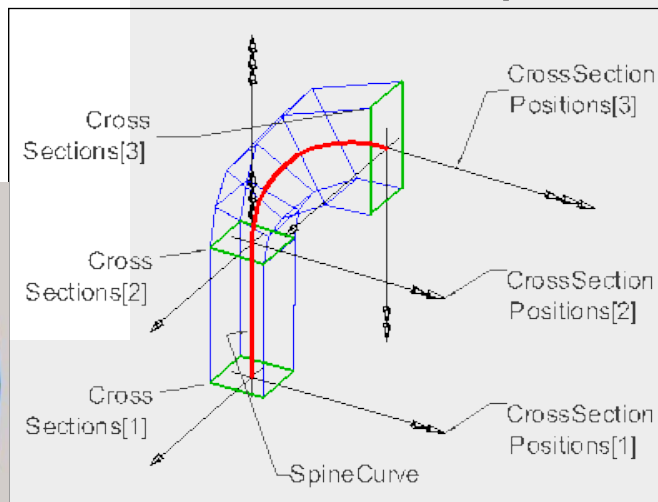 CrossSection
Positions[3]
Cross
Sections[3]
Cross
Sections[2]
CrossSection
Positions[2]
Cross
Sections[1]
CrossSection
Positions[1]
SpineCurve